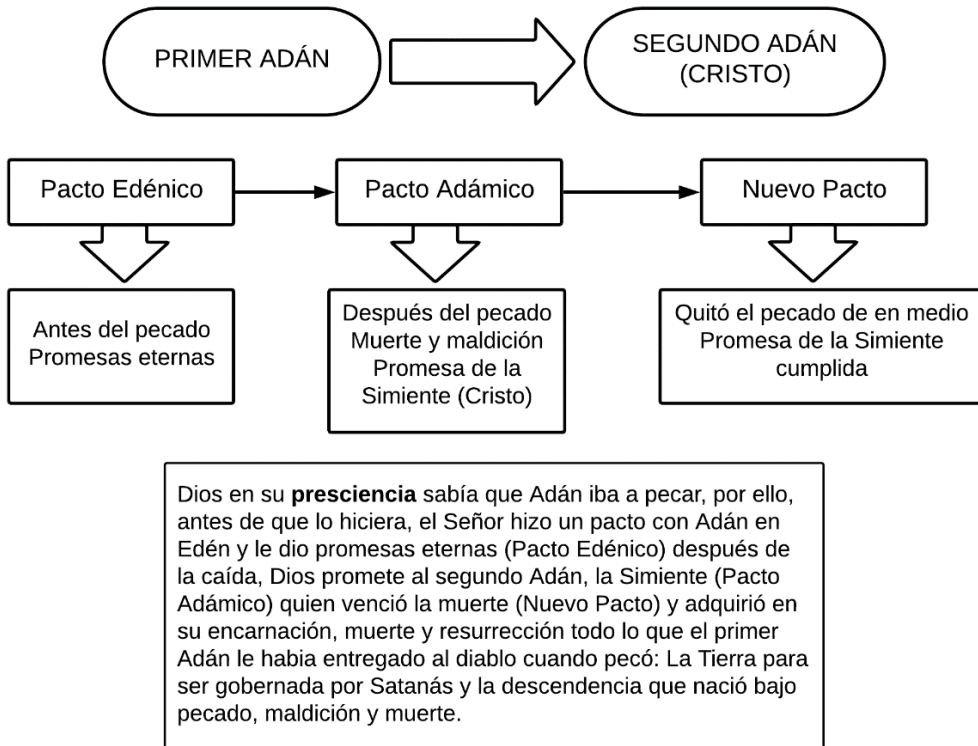 PRIMER ADÁN
SEGUNDO ADÁN
(CRISTO)
Pacto Edénico
Pacto Adámico
Nuevo Pacto
Antes del pecado
Promesas eternas
Después del pecado
Muerte y maldición
Promesa de la
Simiente (Cristo)
Quitó el pecado de en medio
Promesa de la Simiente
cumplida
Dios en su presciencia sabía que Adán iba a pecar, por ello,
antes de que lo hiciera, el Señor hizo un pacto con Adán en
Edén y le dio promesas eternas (Pacto Edénico) después de
la caída, Dios promete al segundo Adán, la Simiente (Pacto
Adámico) quien venció la muerte (Nuevo Pacto) y adquirió en
su encarnación, muerte y resurrección todo lo que el primer
Adán le habia entregado al diablo cuando pecó: La Tierra para
ser gobernada por Satanás y la descendencia que nació bajo
pecado, maldición y muerte.